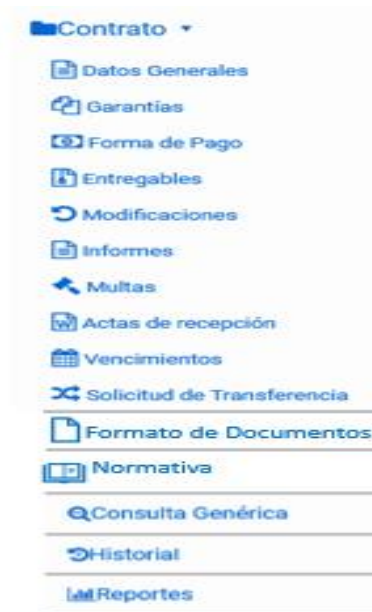 Contrato
Datos Generales
Garantías
Forma de Pago
Entregables
Modificaciones
Informes
Multas
Actas de recepción
Vencimientos
Solicitud de Transferencia
Formato de Documentos
Normativa
Consulta Genérica
Historial
Reportes